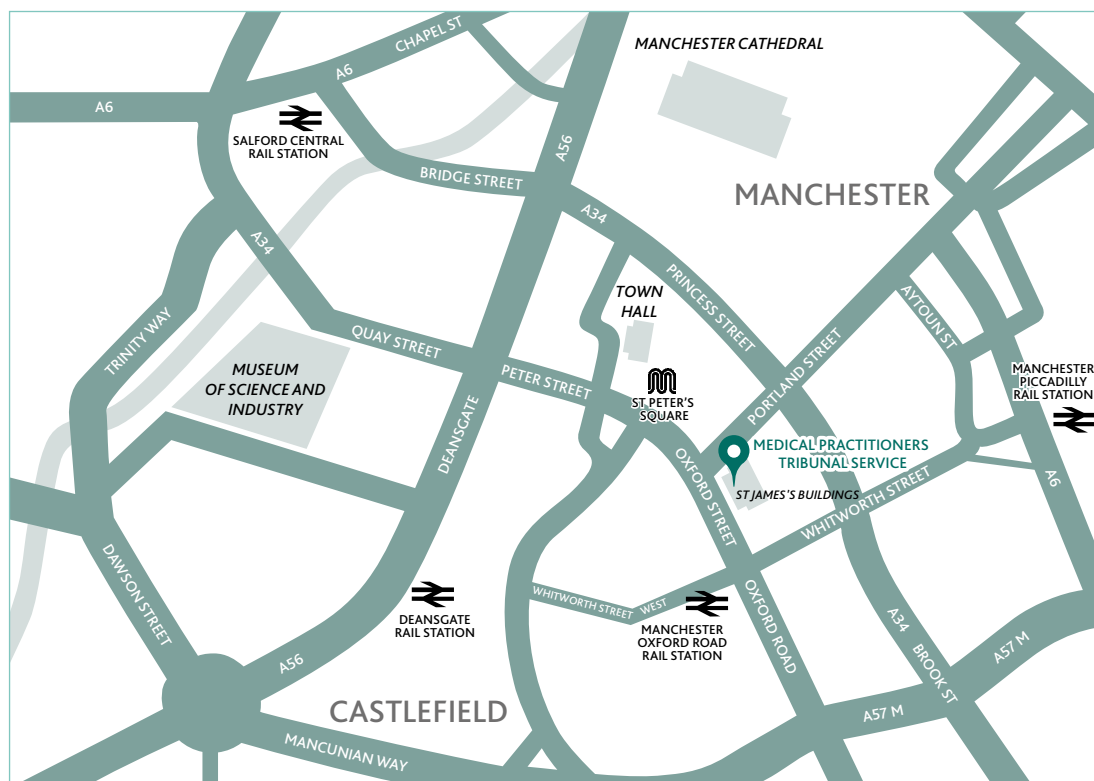 CHAPEL ST
MANCHESTER CATHEDRAL
A6
A6
SALFORD CENTRAL
RAIL STATION
A56
BRIDGE STREET
MANCHESTER
A34
A34
TRINITY WAY
TOWN
HALL
PRINCESS STREET
AYTOUN ST
QUAY STREET
MUSEUM
OF SCIENCE AND
INDUSTRY
PETER STREET
ST PETER'S
SQUARE
PORTLAND STREET
MANCHESTER
PICCADILLY
RAIL STATION
DEANSGATE
MEDICAL PRACTITIONERS
TRIBUNAL SERVICE
OXFORD STREET
ST JAMES'S BUILDINGS
A6
WHITWORTH STREET
DAWSON STREET
WHITWORTH STREET WEST
DEANSGATE
RAIL STATION
MANCHESTER
OXFORD ROAD
RAIL STATION
OXFORD ROAD
A34
BROOK ST
A57 M
A56
A57 M
CASTLEFIELD
MANCUNIAN WAY